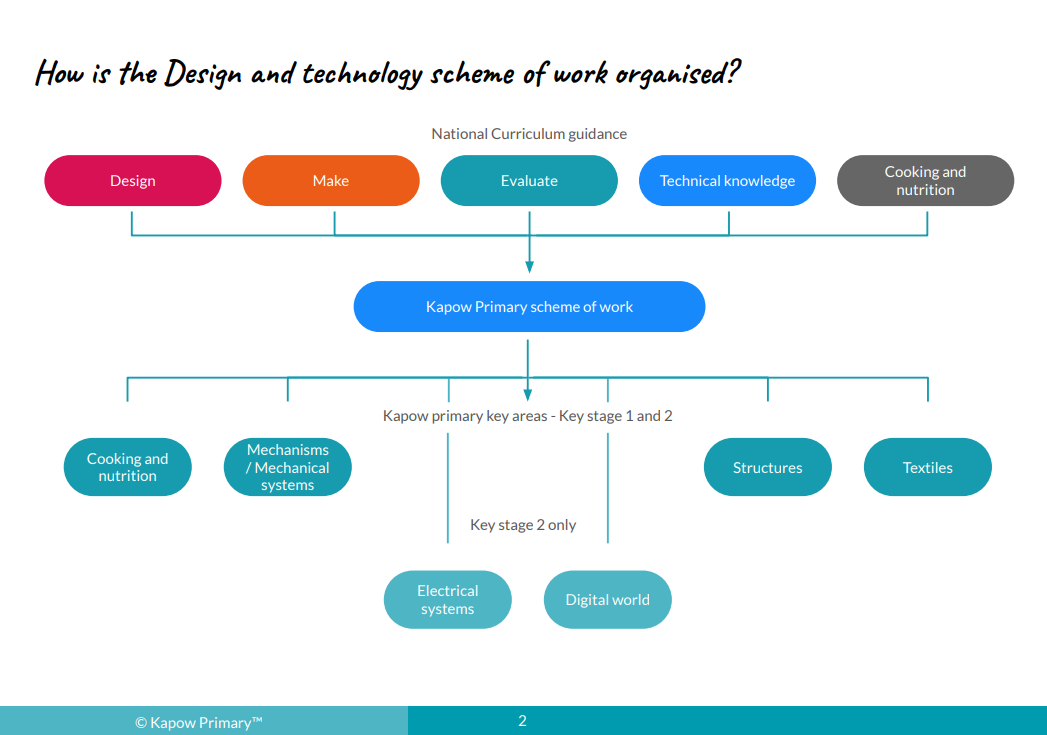 How is the Design and technology scheme of work organised?
National Curriculum guidance
Design
Make
Evaluate
Technical knowledge
Cooking and
nutrition
Kapow Primary scheme of work
Kapow primary key areas - Key stage 1 and 2
Cooking and
nutrition
Mechanisms
/ Mechanical
systems
Structures
Textiles
Key stage 2 only
Electrical
systems
Digital world
© Kapow Primary™
2